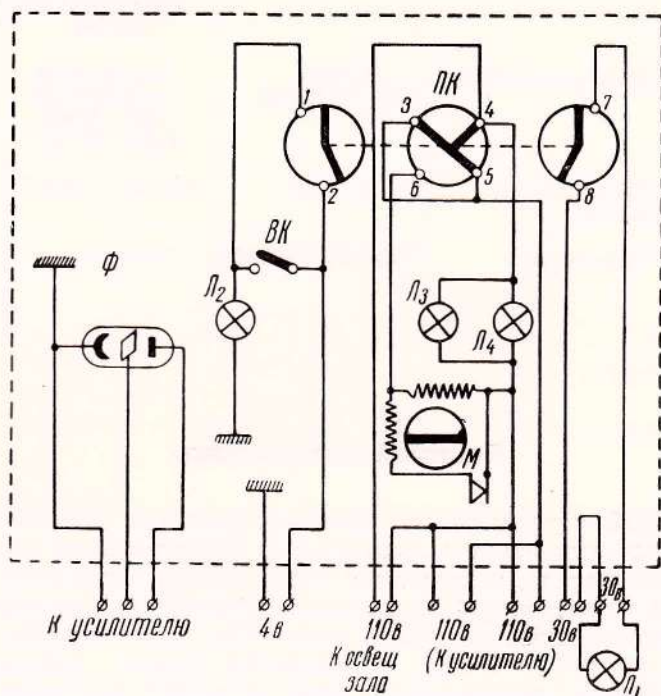 ПК
1
3
4
7
2
6
5
8
ВК
Ф
Л2
Л3
Л4
М
30в
К усилителю
4в
110в
110в
110в
30в
К освещ
зала
(К усилителю)
Л1